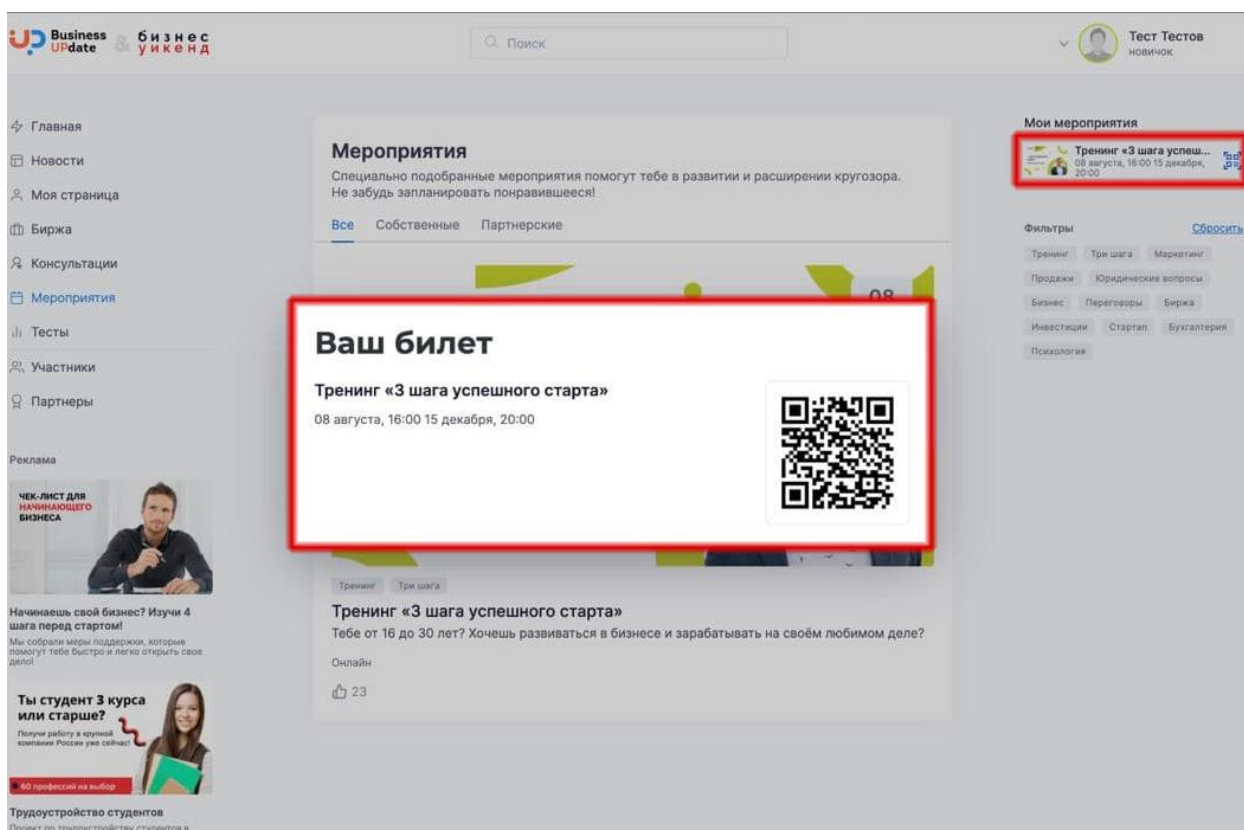 Business
UPdate
&
бизнес
уикенд
Поиск
Тест Тестов
новичок
Главная
Новости
Моя страница
Биржа
Консультации
Мероприятия
Тесты
Участники
Партнеры
Реклама
ЧЕК-ЛИСТ ДЛЯ
НАЧИНАЮЩЕГО
БИЗНЕСА
Начинаешь свой бизнес? Изучи 4
шага перед стартом!
Мы собрали меры поддержки, которые
помогут тебе быстро и легко открыть свое
дело!
Ты студент 3 курса
или старше?
Получи работу в крупной
компании России уже сейчас!
60 профессий на выбор
Трудоустройство студентов
Проект по трудоустройству студентов в
Мероприятия
Специально подобранные мероприятия помогут тебе в развитии и расширении кругозора.
Не забудь запланировать понравившееся!
Все Собственные Партнерские
08
Ваш билет
Тренинг «3 шага успешного старта»
08 августа, 16:00 15 декабря, 20:00
Тренинг Три шага
Тренинг «3 шага успешного старта»
Тебе от 16 до 30 лет? Хочешь развиваться в бизнесе и зарабатывать на своём любимом деле?
Онлайн
23
Мои мероприятия
Тренинг «3 шага успеш...
08 августа, 16:00 15 декабря,
20:00
Фильтры Сбросить
Тренинг Три шага Маркетинг
Продажи Юридические вопросы
Бизнес Переговоры Биржа
Инвестиции Стартап Бухгалтерия
Психология